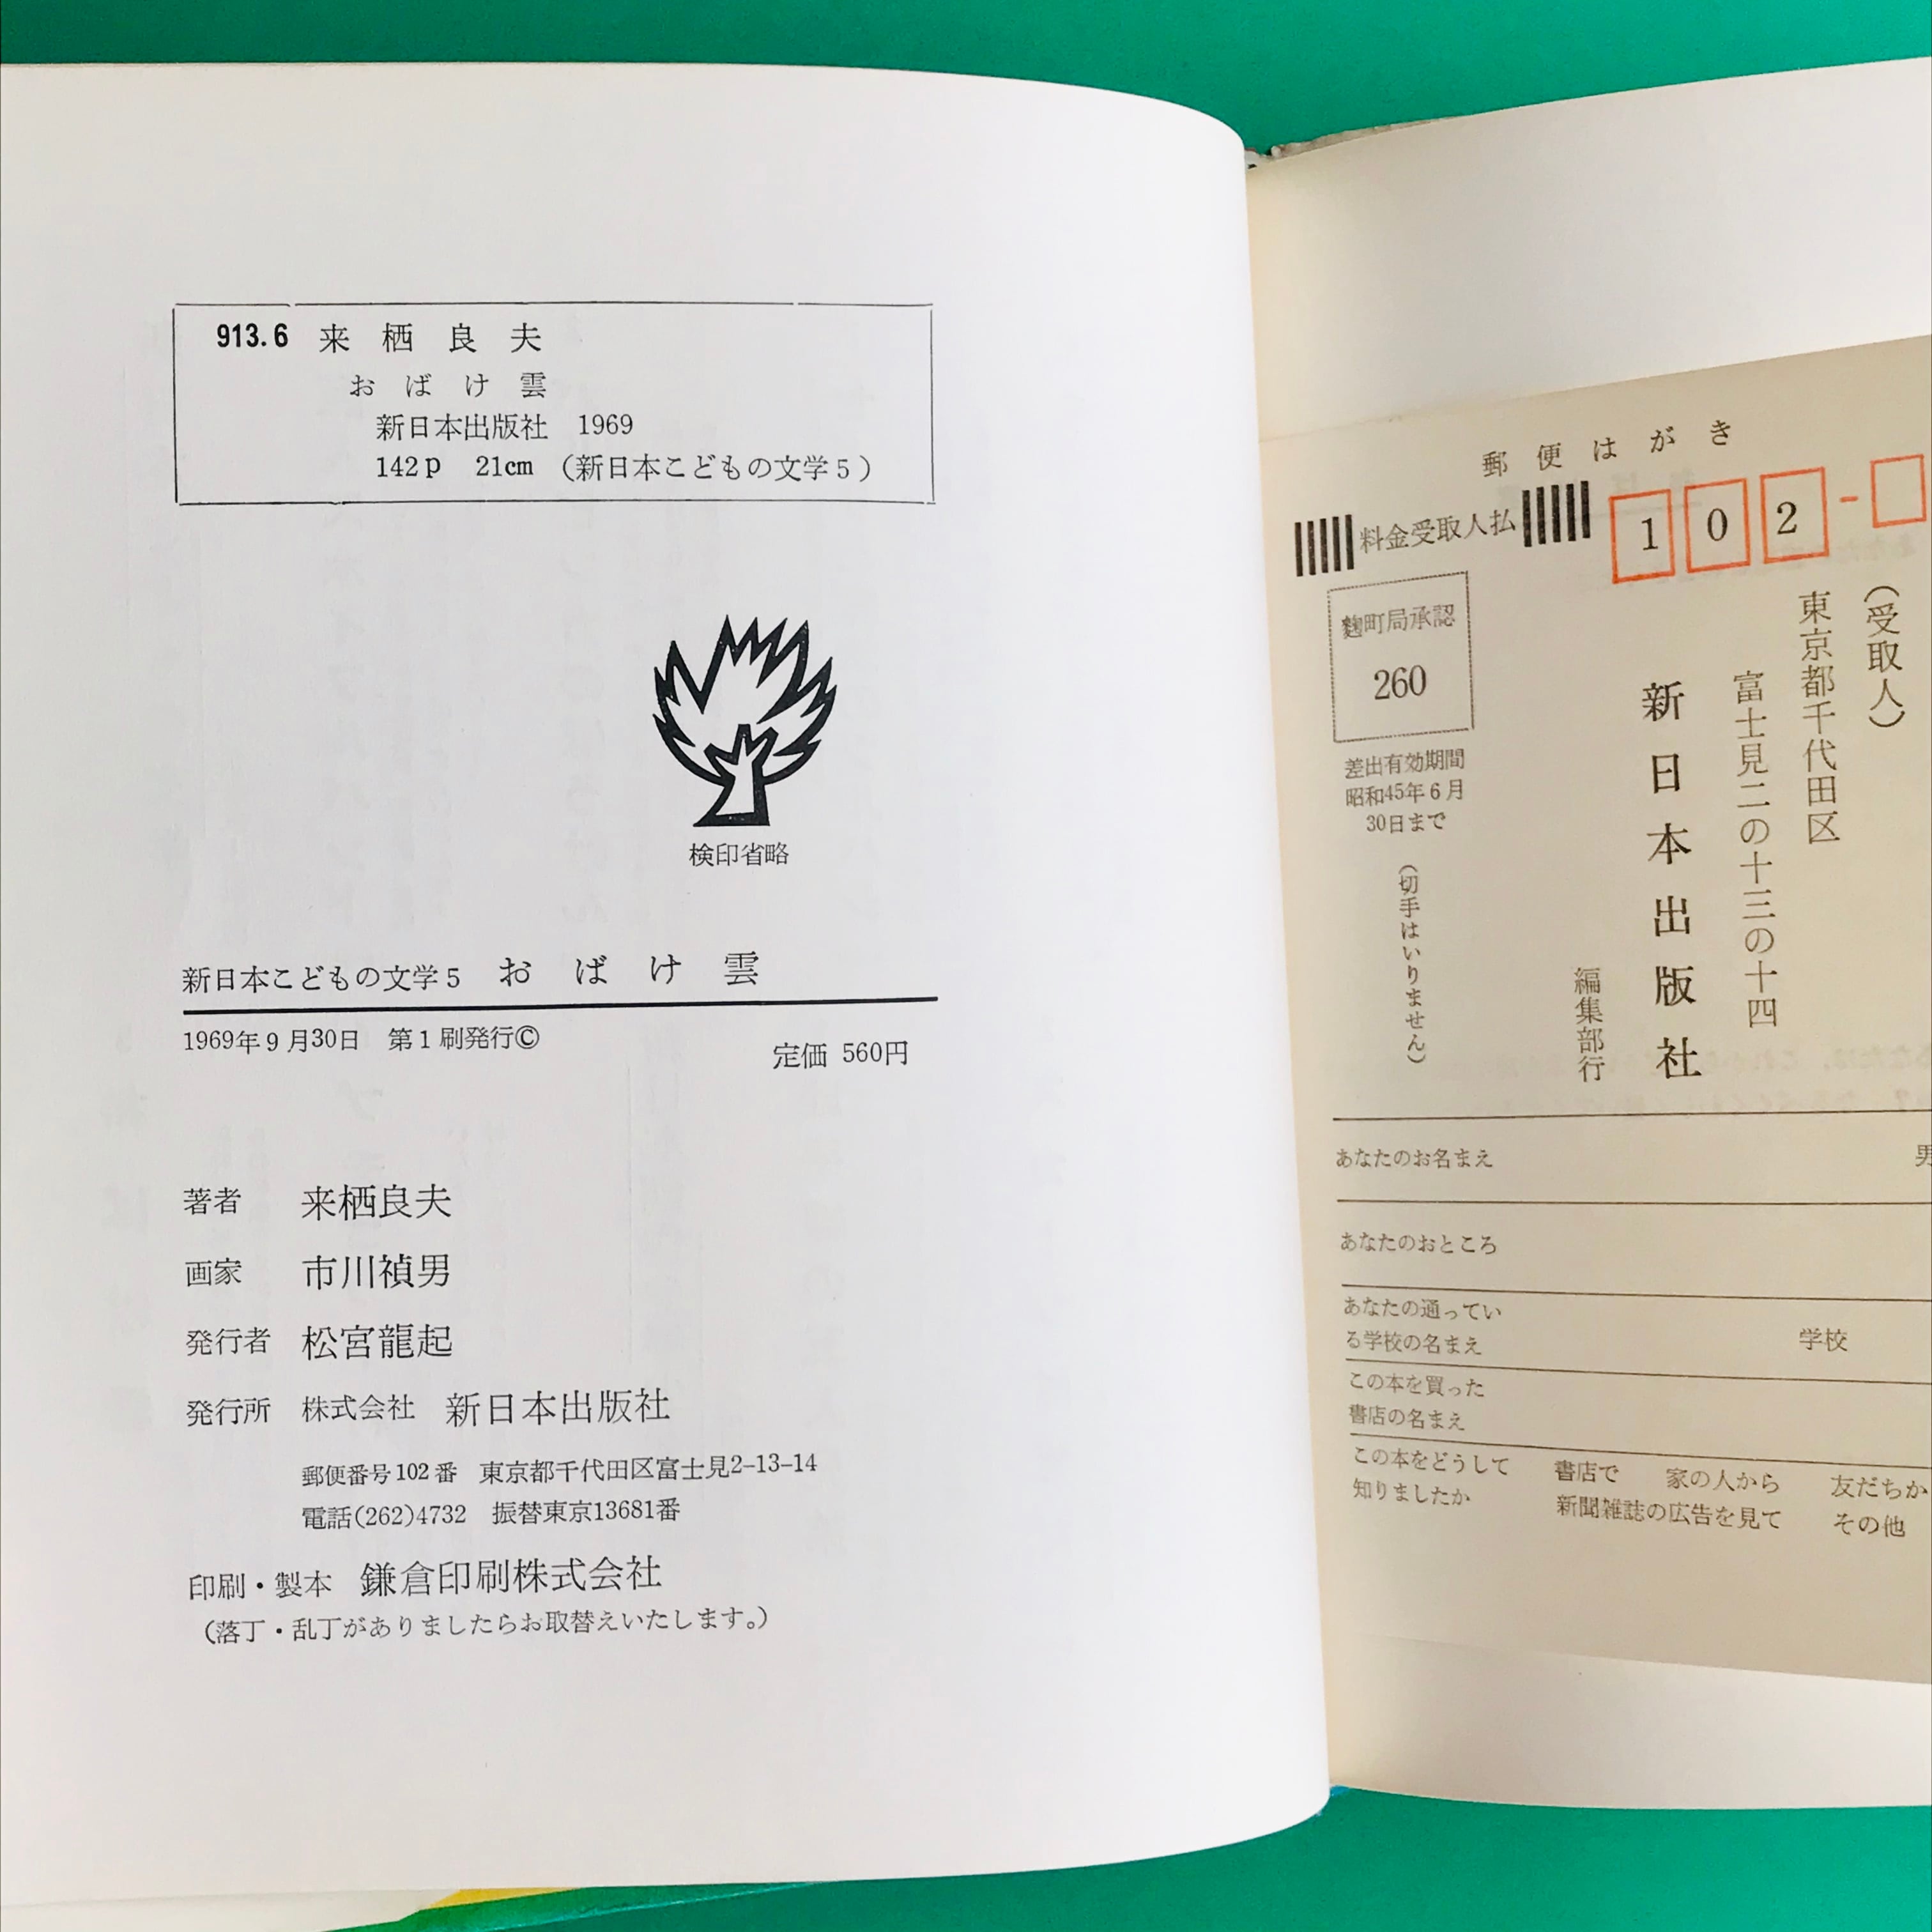 913.6 来栖良夫
おばけ雲
新日本出版社 1969
142p 21cm (新日本こどもの文学5)
検印省略
新日本こどもの文学5 おばけ雲
1969年9月30日 第1刷発行©
定価 560円
著者 来栖良夫
画家 市川禎男
発行者 松宮龍起
発行所 株式会社 新日本出版社
郵便番号102番 東京都千代田区富士見2-13-14
電話(262)4732 振替東京13681番
印刷・製本 鎌倉印刷株式会社
(落丁・乱丁がありましたらお取替えいたします。)
郵便はがき
料金受取人払
102-
麹町局承認
260
差出有効期間
昭和45年6月
30日まで
(切手はいりません)
(受取人)
東京都千代田区
富士見二の十三の十四
新日本出版社
編集部行
あなたのお名まえ 男
あなたのおところ
あなたの通ってい
る学校の名まえ 学校
この本を買った
書店の名まえ
この本をどうして
知りましたか
書店で 家の人から 友だちか
新聞雑誌の広告を見て その他